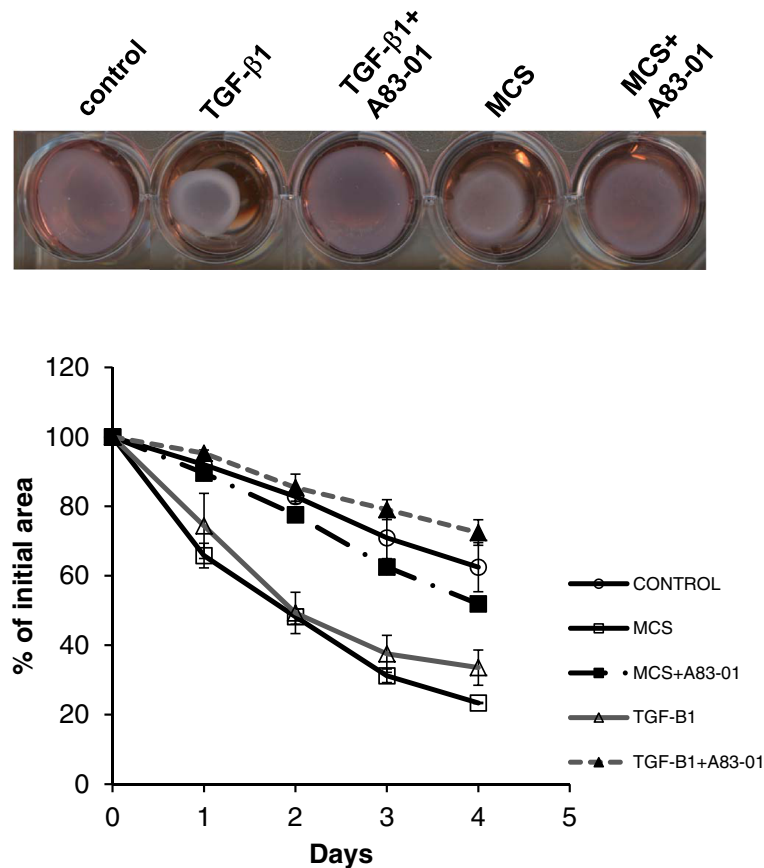 control
TGF-β1
TGF-β1+
A83-01
MCS
MCS+
A83-01
120
100
80
60
40
20
0
% of initial area
0 1 2 3 4 5
Days
CONTROL
MCS
MCS+A83-01
TGF-B1
TGF-B1+A83-01